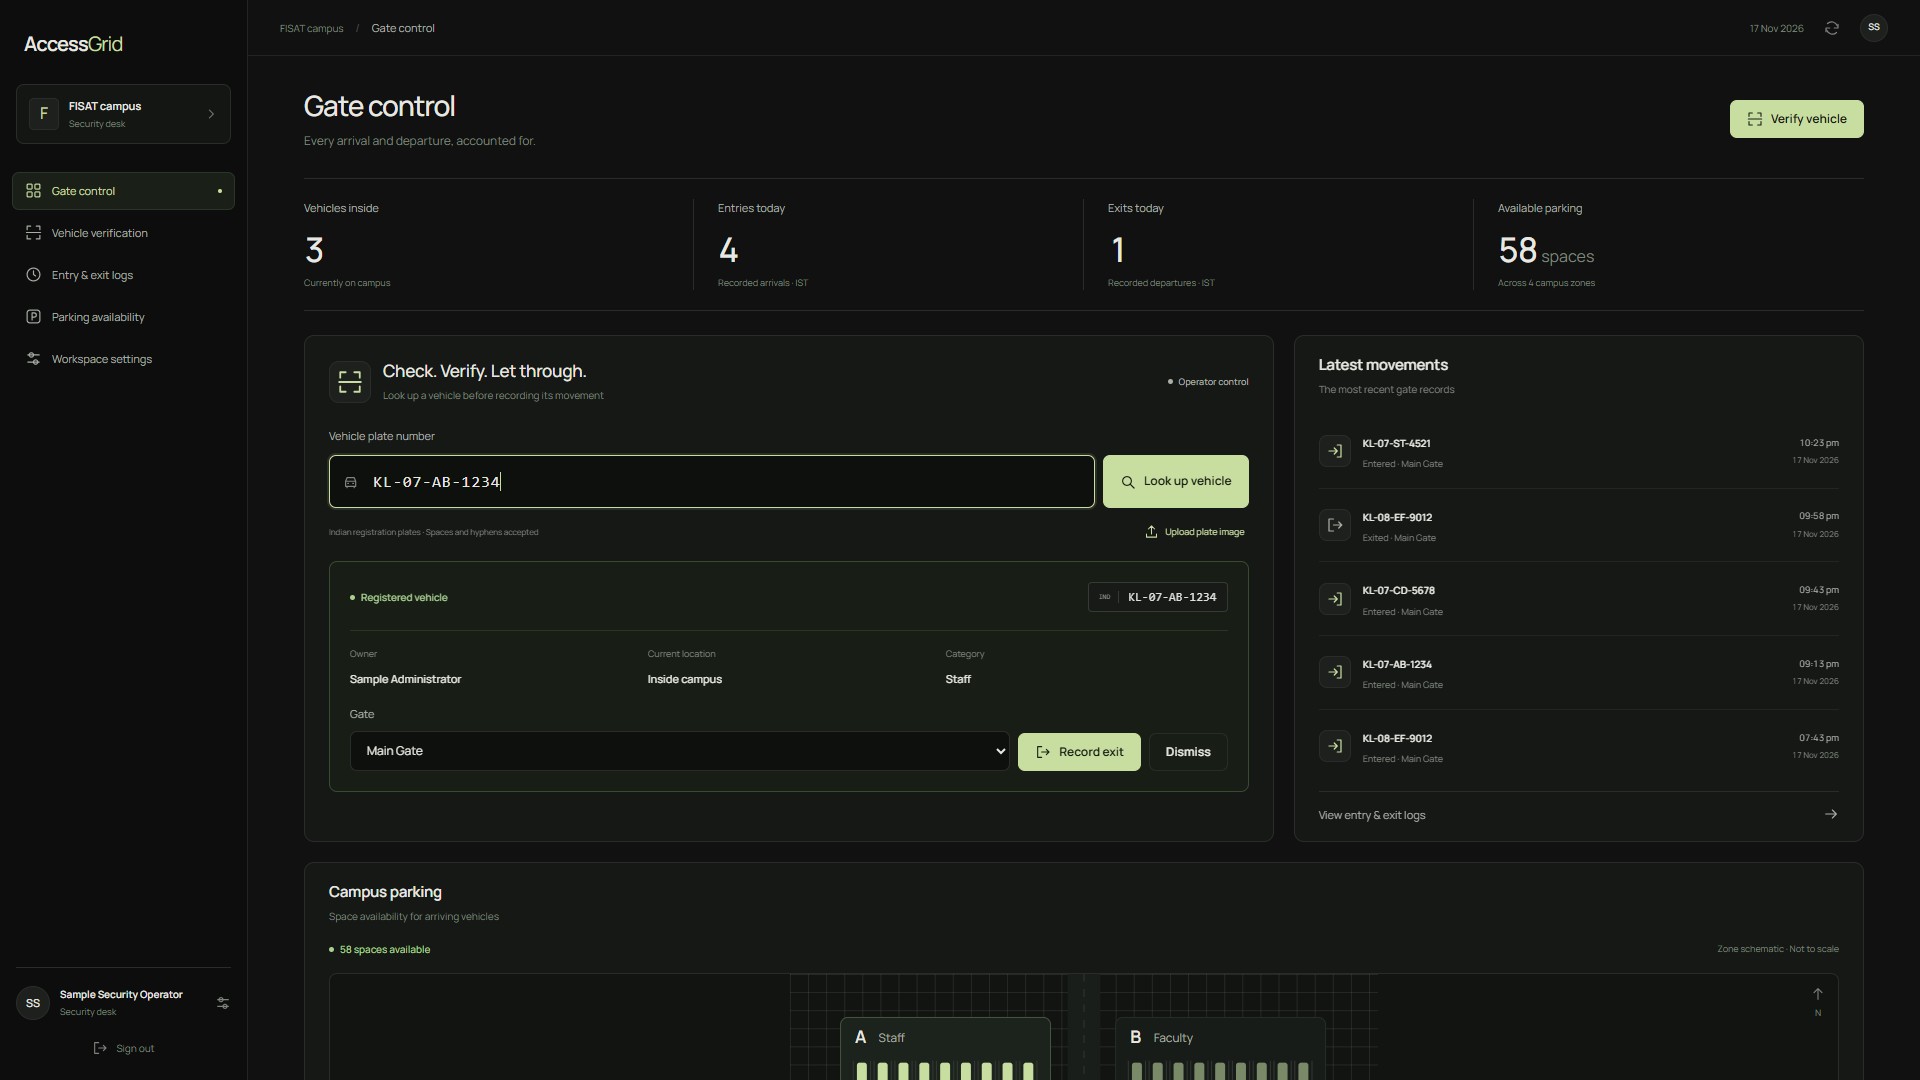 AccessGrid
F
FISAT campus
Security desk
Gate control
Vehicle verification
Entry & exit logs
P
Parking availability
Workspace settings
SS
Sample Security Operator
Security desk
Sign out
FISAT campus / Gate control
17 Nov 2026
SS
Gate control
Every arrival and departure, accounted for.
Verify vehicle
Vehicles inside
3
Currently on campus
Entries today
4
Recorded arrivals · IST
Exits today
1
Recorded departures · IST
Available parking
58 spaces
Across 4 campus zones
Check. Verify. Let through.
Look up a vehicle before recording its movement
Operator control
Vehicle plate number
KL-07-AB-1234
Look up vehicle
Indian registration plates · Spaces and hyphens accepted
Upload plate image
Registered vehicle
IND KL-07-AB-1234
Owner
Sample Administrator
Current location
Inside campus
Category
Staff
Gate
Main Gate
Record exit
Dismiss
Latest movements
The most recent gate records
KL-07-ST-4521
Entered · Main Gate
10:23 pm
17 Nov 2026
KL-08-EF-9012
Exited · Main Gate
09:58 pm
17 Nov 2026
KL-07-CD-5678
Entered · Main Gate
09:43 pm
17 Nov 2026
KL-07-AB-1234
Entered · Main Gate
09:13 pm
17 Nov 2026
KL-08-EF-9012
Entered · Main Gate
07:43 pm
17 Nov 2026
View entry & exit logs
Campus parking
Space availability for arriving vehicles
58 spaces available
Zone schematic · Not to scale
N
A Staff
B Faculty